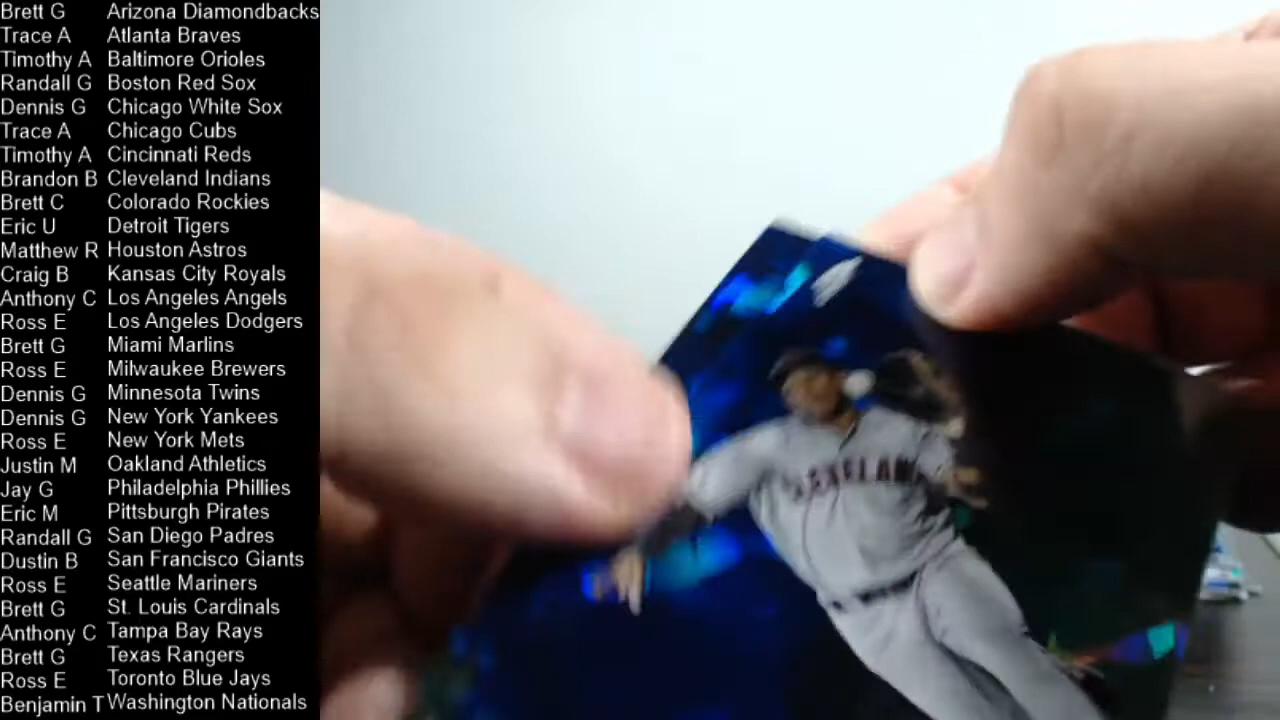 Brett G Arizona Diamondbacks
Trace A Atlanta Braves
Timothy A Baltimore Orioles
Randall G Boston Red Sox
Dennis G Chicago White Sox
Trace A Chicago Cubs
Timothy A Cincinnati Reds
Brandon B Cleveland Indians
Brett C Colorado Rockies
Eric U Detroit Tigers
Matthew R Houston Astros
Craig B Kansas City Royals
Anthony C Los Angeles Angels
Ross E Los Angeles Dodgers
Brett G Miami Marlins
Ross E Milwaukee Brewers
Dennis G Minnesota Twins
Dennis G New York Yankees
Ross E New York Mets
Justin M Oakland Athletics
Jay G Philadelphia Phillies
Eric M Pittsburgh Pirates
Randall G San Diego Padres
Dustin B San Francisco Giants
Ross E Seattle Mariners
Brett G St. Louis Cardinals
Anthony C Tampa Bay Rays
Brett G Texas Rangers
Ross E Toronto Blue Jays
Benjamin T Washington Nationals
CLEVELAND